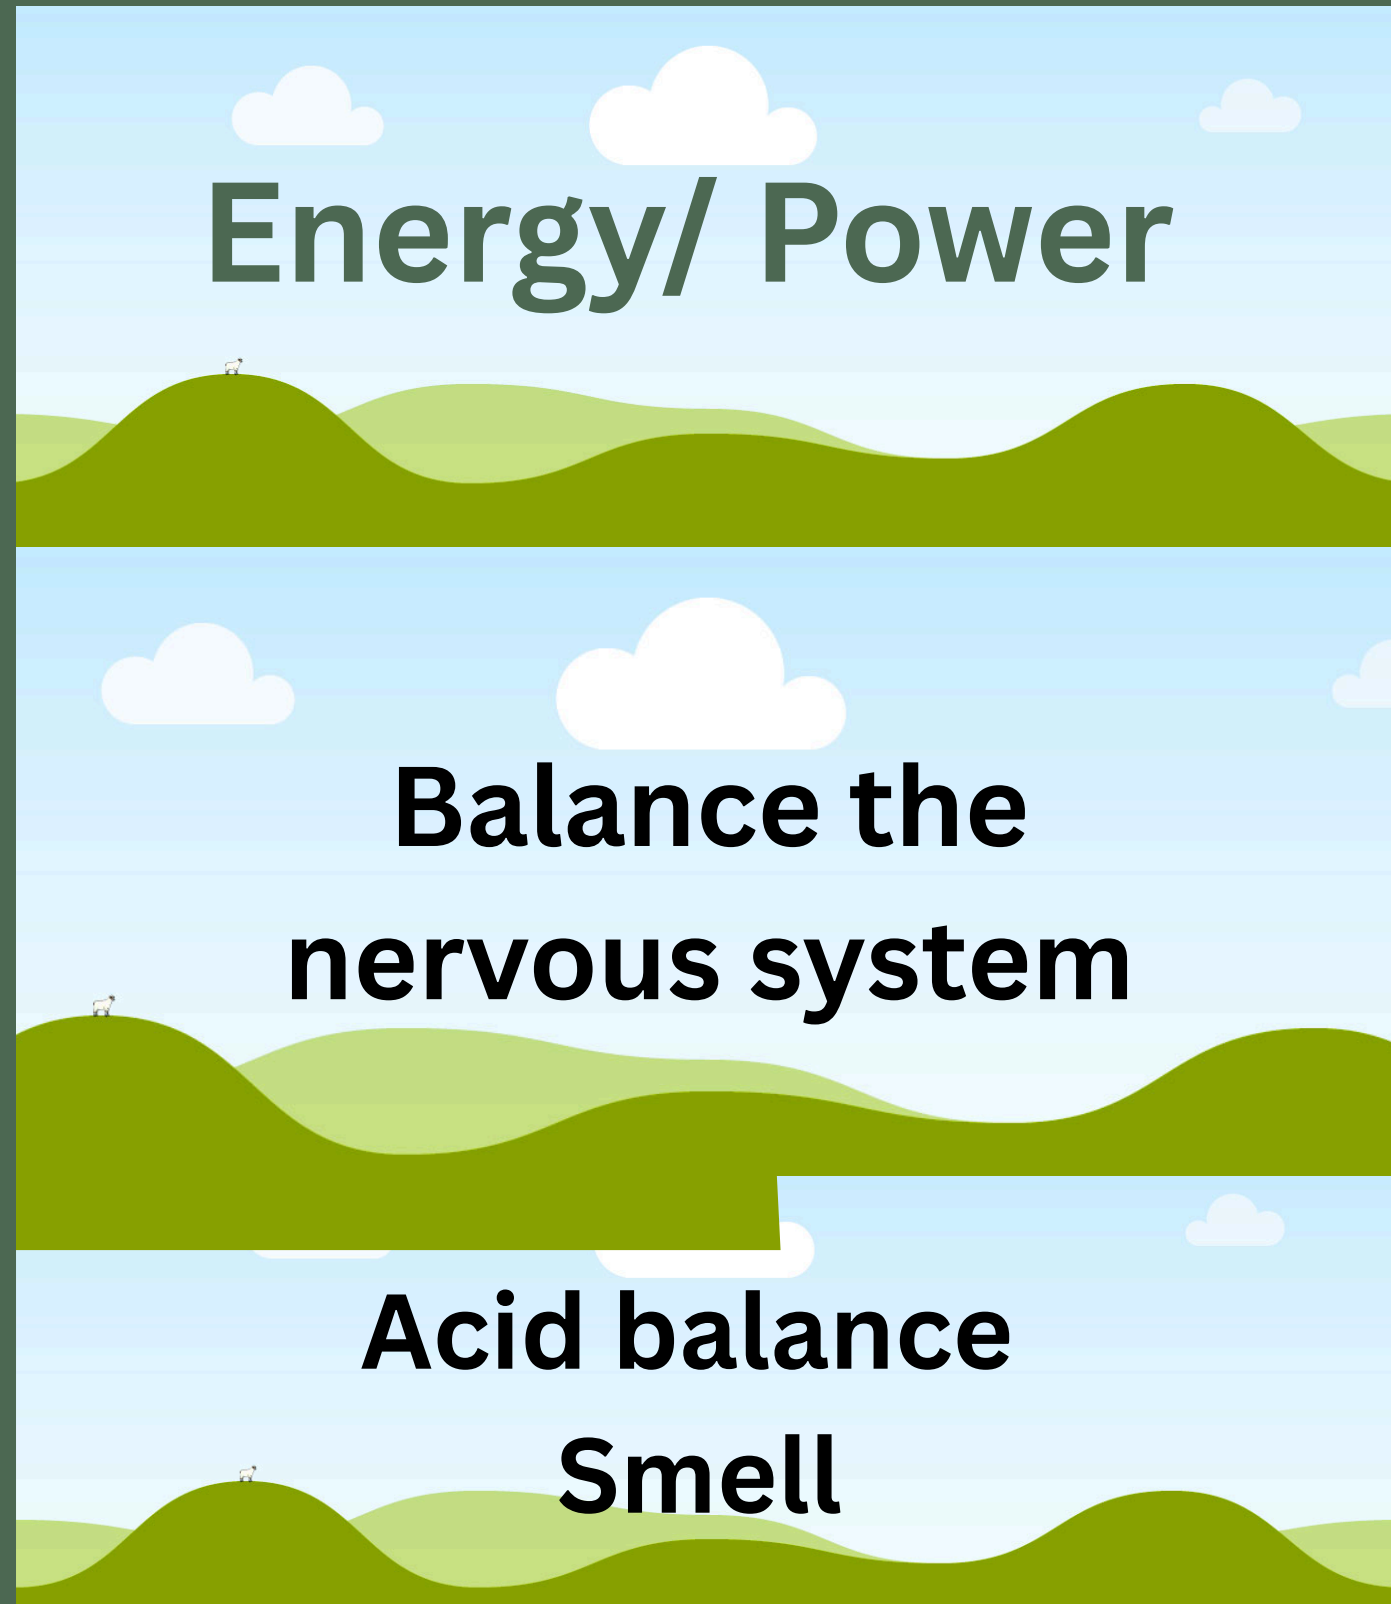 Energy/ Power
Balance the
nervous system
Acid balance
Smell